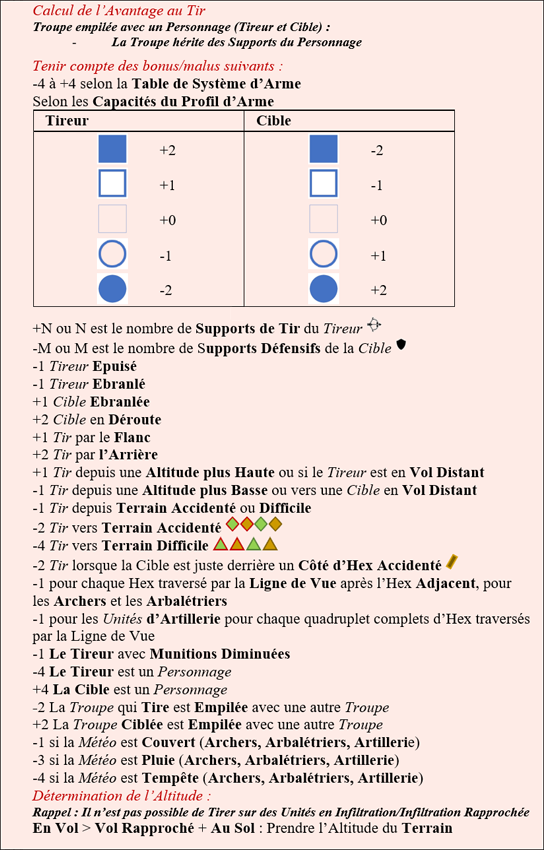 Calcul de l'Avantage au Tir
Troupe empilée avec un Personnage (Tireur et Cible) :
- La Troupe hérite des Supports du Personnage
Tenir compte des bonus/malus suivants :
-4 à +4 selon la Table de Système d'Arme
Selon les Capacités du Profil d'Arme
Tireur Cible
+2 -2
+1 -1
+0 +0
-1 +1
-2 +2
+N ou N est le nombre de Supports de Tir du Tireur
-M ou M est le nombre de Supports Défensifs de la Cible
-1 Tireur Epuisé
-1 Tireur Ebranlé
+1 Cible Ebranlée
+2 Cible en Déroute
+1 Tir par le Flanc
+2 Tir par l'Arrière
+1 Tir depuis une Altitude plus Haute ou si le Tireur est en Vol Distant
-1 Tir depuis une Altitude plus Basse ou vers une Cible en Vol Distant
-1 Tir depuis Terrain Accidenté ou Difficile
-2 Tir vers Terrain Accidenté
-4 Tir vers Terrain Difficile
-2 Tir lorsque la Cible est juste derrière un Côté d'Hex Accidenté
-1 pour chaque Hex traversé par la Ligne de Vue après l'Hex Adjacent, pour
les Archers et les Arbalétriers
-1 pour les Unités d'Artillerie pour chaque quadruplet complets d'Hex traversés
par la Ligne de Vue
-1 Le Tireur avec Munitions Diminuées
-4 Le Tireur est un Personnage
+4 La Cible est un Personnage
-2 La Troupe qui Tire est Empilée avec une autre Troupe
+2 La Troupe Ciblée est Empilée avec une autre Troupe
-1 si la Météo est Couvert (Archers, Arbalétriers, Artillerie)
-3 si la Météo est Pluie (Archers, Arbalétriers, Artillerie)
-4 si la Météo est Tempête (Archers, Arbalétriers, Artillerie)
Détermination de l'Altitude :
Rappel : Il n'est pas possible de Tirer sur des Unités en Infiltration/Infiltration Rapprochée
En Vol > Vol Rapproché + Au Sol : Prendre l'Altitude du Terrain